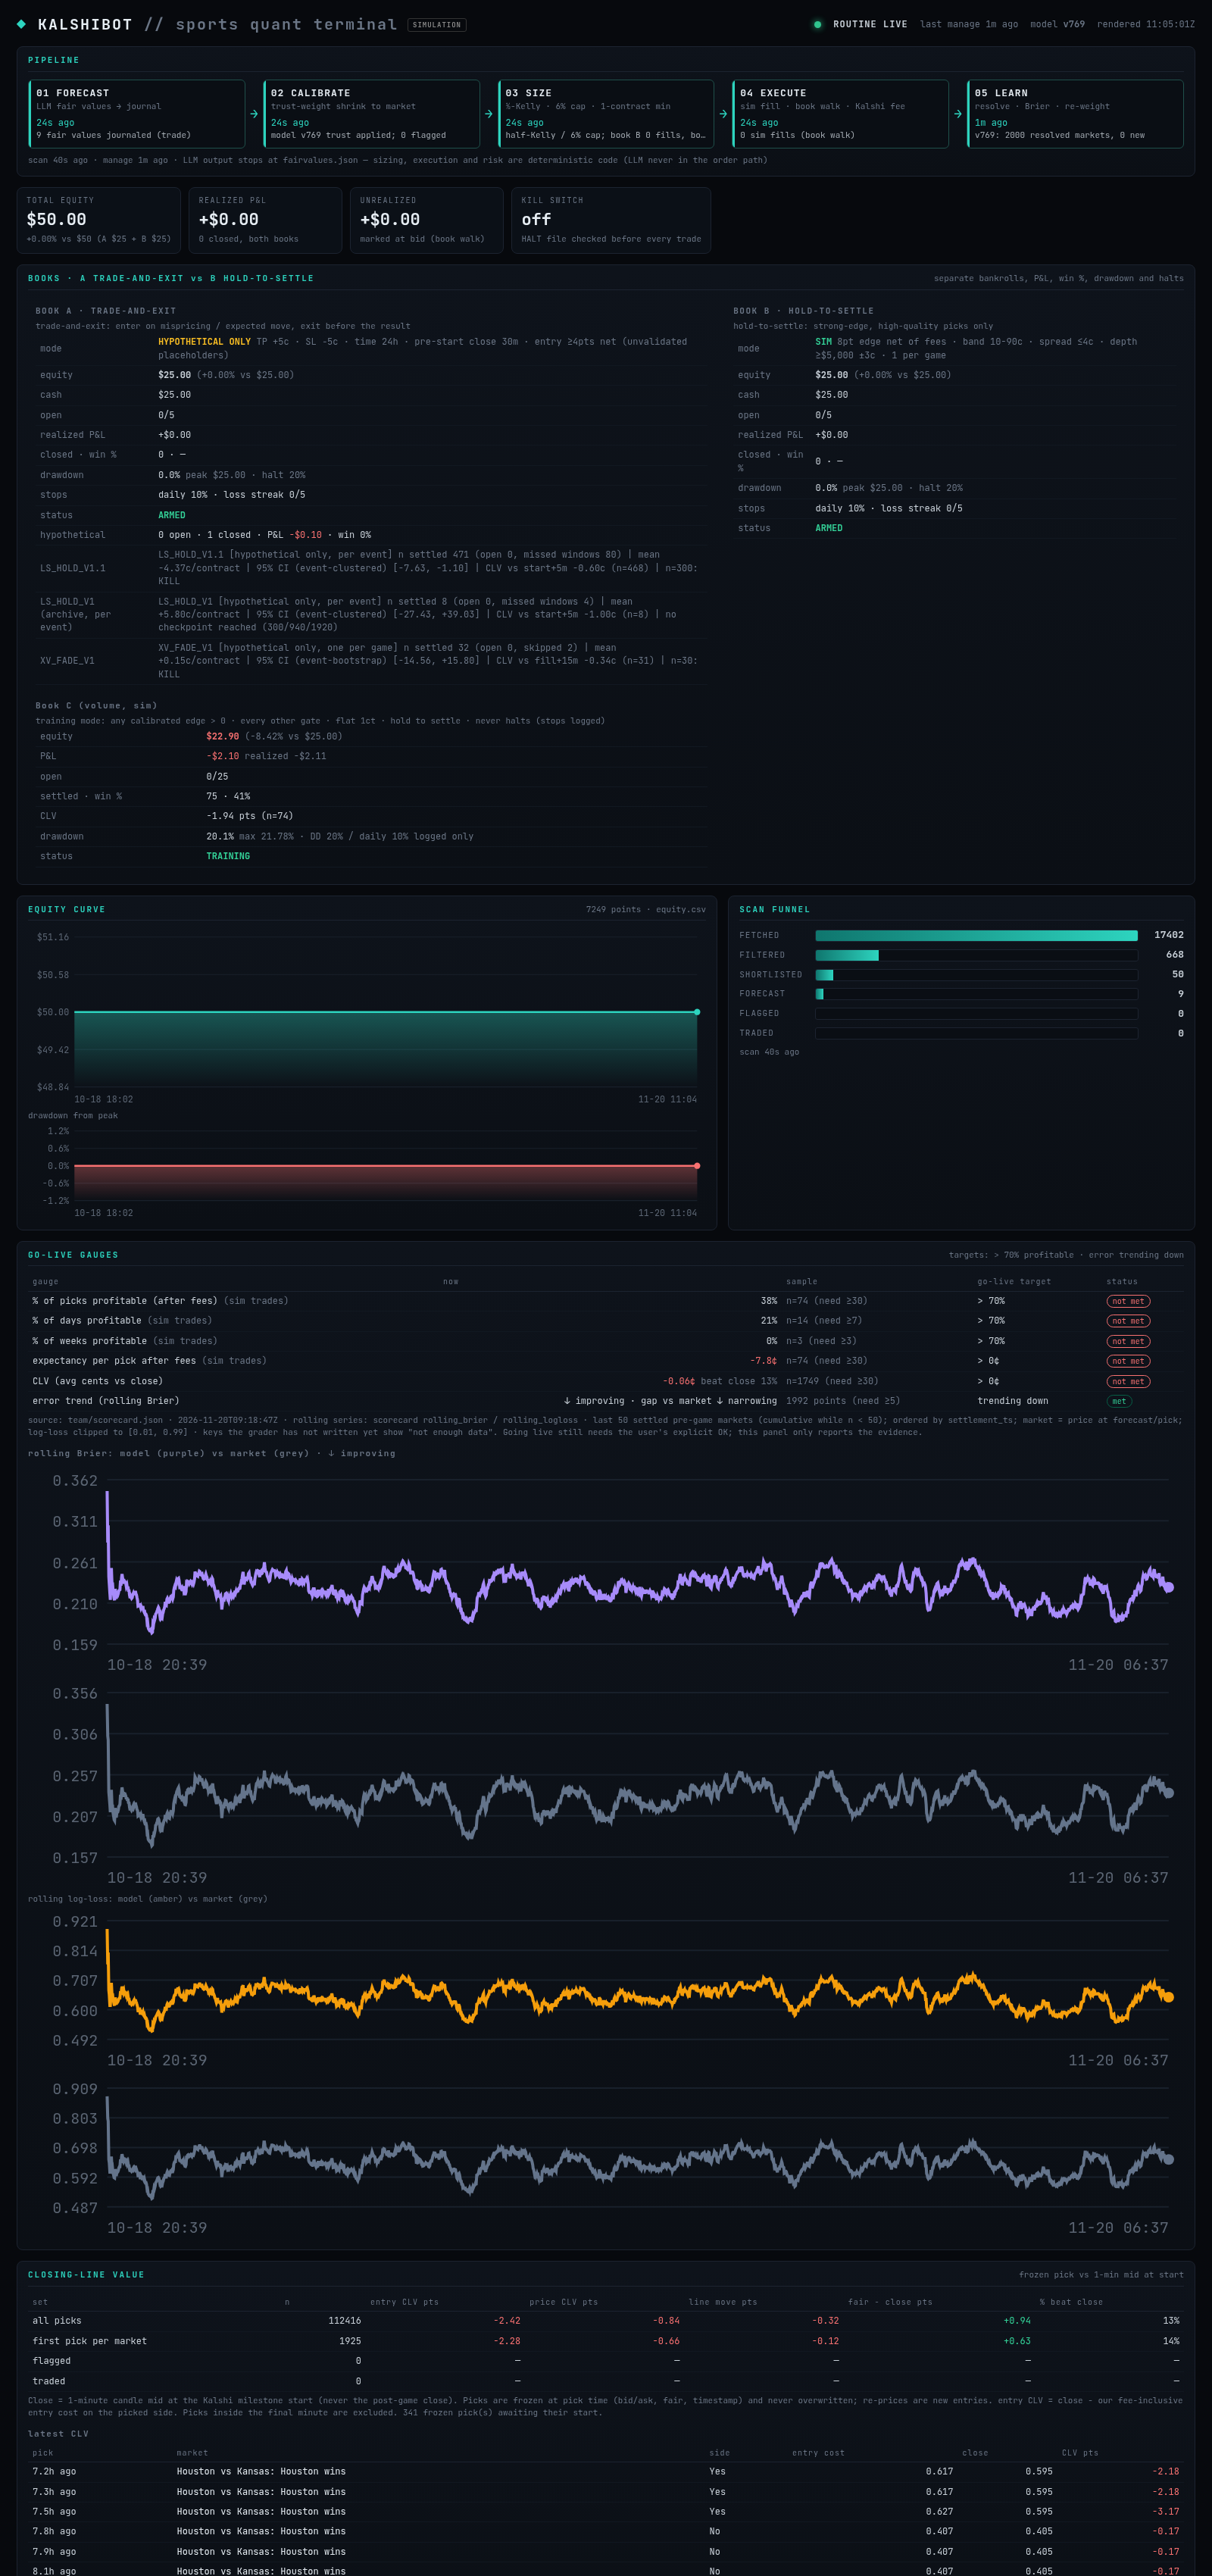 ◆ KALSHIBOT // sports quant terminal SIMULATION
ROUTINE LIVE last manage 1m ago model v769 rendered 11:05:01Z
PIPELINE
01 FORECAST
LLM fair values → journal
24s ago
9 fair values journaled (trade)
→
02 CALIBRATE
trust-weight shrink to market
24s ago
model v769 trust applied; 0 flagged
→
03 SIZE
½-Kelly · 6% cap · 1-contract min
24s ago
half-Kelly / 6% cap; book B 0 fills, bo…
→
04 EXECUTE
sim fill · book walk · Kalshi fee
24s ago
0 sim fills (book walk)
→
05 LEARN
resolve · Brier · re-weight
1m ago
v769: 2000 resolved markets, 0 new
scan 40s ago · manage 1m ago · LLM output stops at fairvalues.json — sizing, execution and risk are deterministic code (LLM never in the order path)
TOTAL EQUITY
$50.00
+0.00% vs $50 (A $25 + B $25)
REALIZED P&L
+$0.00
0 closed, both books
UNREALIZED
+$0.00
marked at bid (book walk)
KILL SWITCH
off
HALT file checked before every trade
BOOKS · A TRADE-AND-EXIT vs B HOLD-TO-SETTLE
separate bankrolls, P&L, win %, drawdown and halts
BOOK A · TRADE-AND-EXIT
trade-and-exit: enter on mispricing / expected move, exit before the result
mode HYPOTHETICAL ONLY TP +5c · SL -5c · time 24h · pre-start close 30m · entry ≥4pts net (unvalidated
placeholders)
equity $25.00 (+0.00% vs $25.00)
cash $25.00
open 0/5
realized P&L +$0.00
closed · win % 0 · —
drawdown 0.0% peak $25.00 · halt 20%
stops daily 10% · loss streak 0/5
status ARMED
hypothetical 0 open · 1 closed · P&L -$0.10 · win 0%
LS_HOLD_V1.1 LS_HOLD_V1.1 [hypothetical only, per event] n settled 471 (open 0, missed windows 80) | mean
-4.37c/contract | 95% CI (event-clustered) [-7.63, -1.10] | CLV vs start+5m -0.60c (n=468) | n=300:
KILL
LS_HOLD_V1 (archive, per event) LS_HOLD_V1 [hypothetical only, per event] n settled 8 (open 0, missed windows 4) | mean
+5.80c/contract | 95% CI (event-clustered) [-27.43, +39.03] | CLV vs start+5m -1.00c (n=8) | no
checkpoint reached (300/940/1920)
XV_FADE_V1 XV_FADE_V1 [hypothetical only, one per game] n settled 32 (open 0, skipped 2) | mean
+0.15c/contract | 95% CI (event-bootstrap) [-14.56, +15.80] | CLV vs fill+15m -0.34c (n=31) | n=30:
KILL
BOOK B · HOLD-TO-SETTLE
hold-to-settle: strong-edge, high-quality picks only
mode SIM 8pt edge net of fees · band 10-90c · spread ≤4c · depth
≥$5,000 ±3c · 1 per game
equity $25.00 (+0.00% vs $25.00)
cash $25.00
open 0/5
realized P&L +$0.00
closed · win % 0 · —
drawdown 0.0% peak $25.00 · halt 20%
stops daily 10% · loss streak 0/5
status ARMED
Book C (volume, sim)
training mode: any calibrated edge > 0 · every other gate · flat 1ct · hold to settle · never halts (stops logged)
equity $22.90 (-8.42% vs $25.00)
P&L -$2.10 realized -$2.11
open 0/25
settled · win % 75 · 41%
CLV -1.94 pts (n=74)
drawdown 20.1% max 21.78% · DD 20% / daily 10% logged only
status TRAINING
EQUITY CURVE
7249 points · equity.csv
$51.16
$50.58
$50.00
$49.42
$48.84
10-18 18:02 11-20 11:04
drawdown from peak
1.2%
0.6%
0.0%
-0.6%
-1.2%
10-18 18:02 11-20 11:04
SCAN FUNNEL
FETCHED 17402
FILTERED 668
SHORTLISTED 50
FORECAST 9
FLAGGED 0
TRADED 0
scan 40s ago
GO-LIVE GAUGES
targets: > 70% profitable · error trending down
gauge now sample go-live target status
% of picks profitable (after fees) (sim trades) 38% n=74 (need ≥30) > 70% not met
% of days profitable (sim trades) 21% n=14 (need ≥7) > 70% not met
% of weeks profitable (sim trades) 0% n=3 (need ≥3) > 70% not met
expectancy per pick after fees (sim trades) -7.8¢ n=74 (need ≥30) > 0¢ not met
CLV (avg cents vs close) -0.06¢ beat close 13% n=1749 (need ≥30) > 0¢ not met
error trend (rolling Brier) ↓ improving · gap vs market ↓ narrowing 1992 points (need ≥5) trending down met
source: team/scorecard.json · 2026-11-20T09:18:47Z · rolling series: scorecard rolling_brier / rolling_logloss · last 50 settled pre-game markets (cumulative while n < 50); ordered by settlement_ts; market = price at forecast/pick;
log-loss clipped to [0.01, 0.99] · keys the grader has not written yet show "not enough data". Going live still needs the user's explicit OK; this panel only reports the evidence.
rolling Brier: model (purple) vs market (grey) · ↓ improving
0.362
0.311
0.261
0.210
0.159
10-18 20:39 11-20 06:37
0.356
0.306
0.257
0.207
0.157
10-18 20:39 11-20 06:37
rolling log-loss: model (amber) vs market (grey)
0.921
0.814
0.707
0.600
0.492
10-18 20:39 11-20 06:37
0.909
0.803
0.698
0.592
0.487
10-18 20:39 11-20 06:37
CLOSING-LINE VALUE
frozen pick vs 1-min mid at start
set n entry CLV pts price CLV pts line move pts fair - close pts % beat close
all picks 112416 -2.42 -0.84 -0.32 +0.94 13%
first pick per market 1925 -2.28 -0.66 -0.12 +0.63 14%
flagged 0 — — — — —
traded 0 — — — — —
Close = 1-minute candle mid at the Kalshi milestone start (never the post-game close). Picks are frozen at pick time (bid/ask, fair, timestamp) and never overwritten; re-prices are new entries. entry CLV = close - our fee-inclusive
entry cost on the picked side. Picks inside the final minute are excluded. 341 frozen pick(s) awaiting their start.
latest CLV
pick market side entry cost close CLV pts
7.2h ago Houston vs Kansas: Houston wins Yes 0.617 0.595 -2.18
7.3h ago Houston vs Kansas: Houston wins Yes 0.617 0.595 -2.18
7.5h ago Houston vs Kansas: Houston wins Yes 0.627 0.595 -3.17
7.8h ago Houston vs Kansas: Houston wins No 0.407 0.405 -0.17
7.9h ago Houston vs Kansas: Houston wins No 0.407 0.405 -0.17
8.1h ago Houston vs Kansas: Houston wins No 0.407 0.405 -0.17